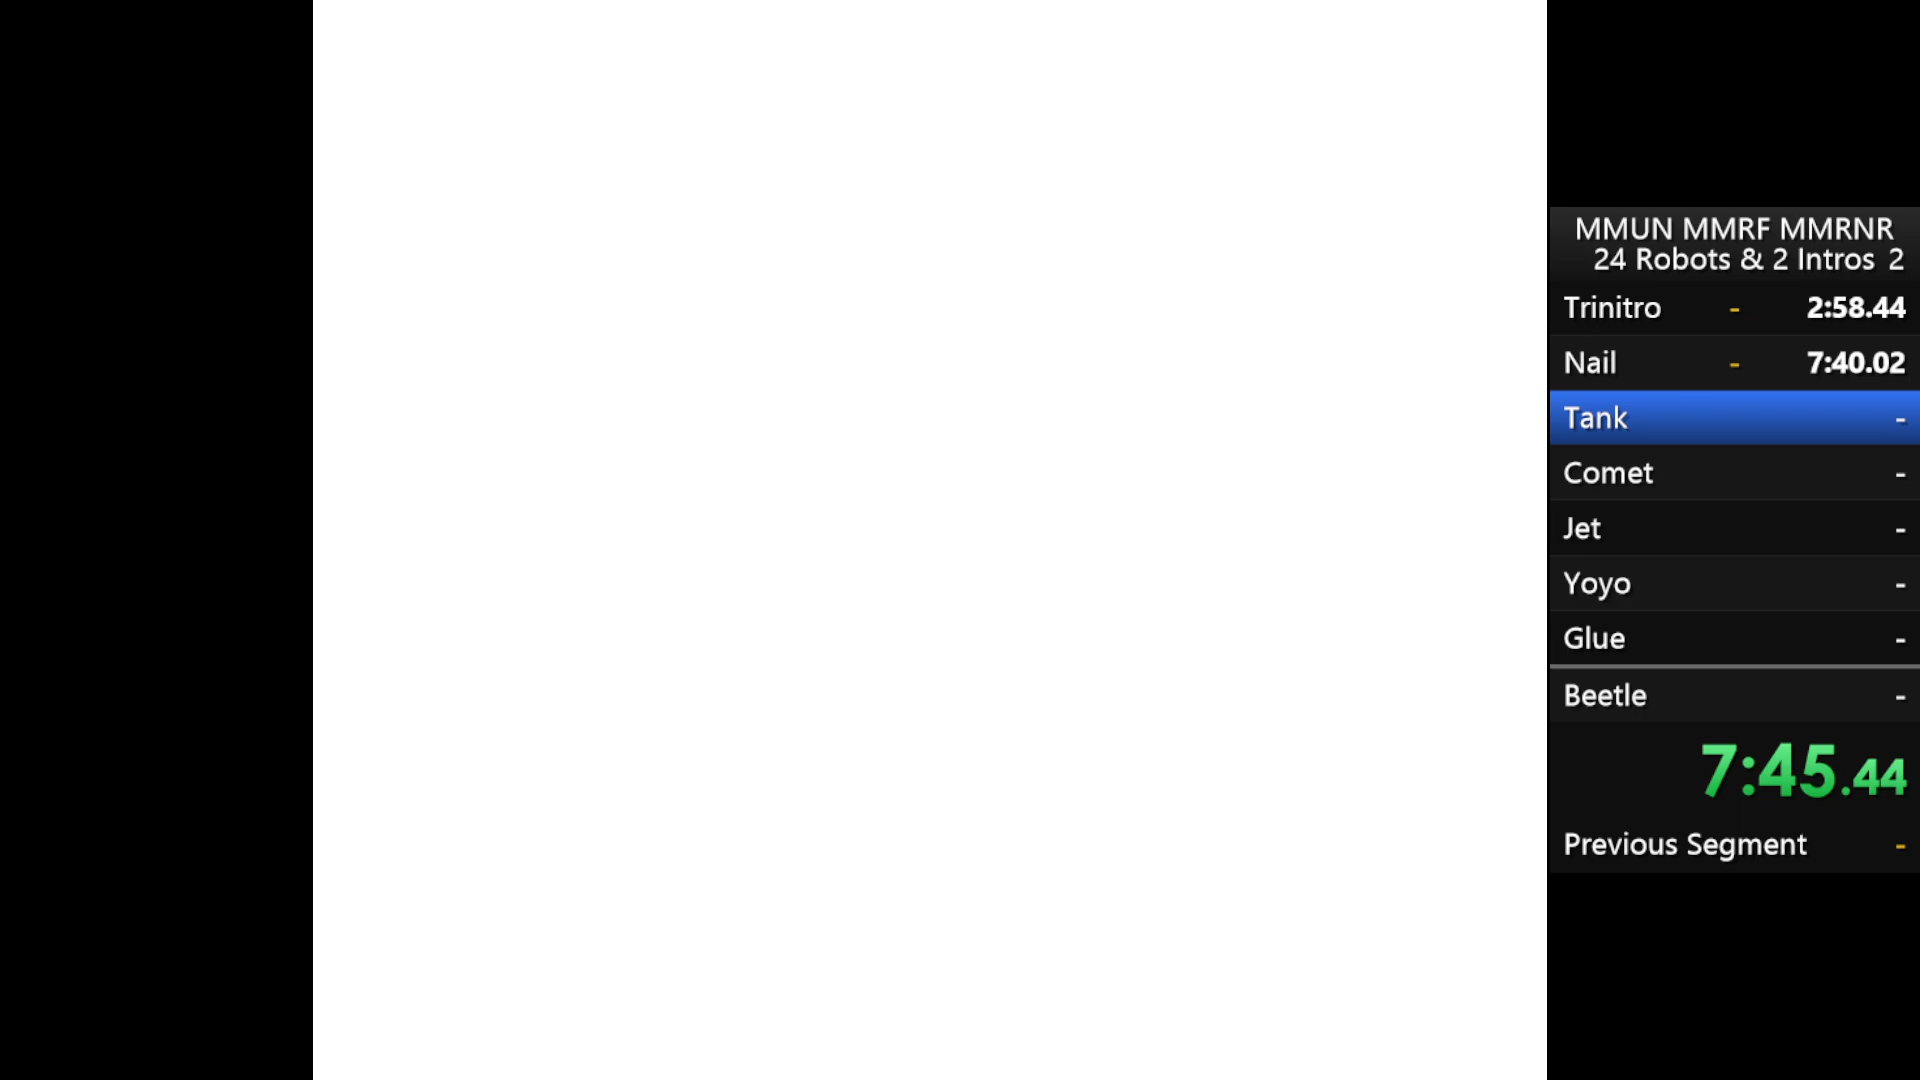 MMUN MMRF MMRNR
24 Robots & 2 Intros 2
Trinitro - 2:58.44
Nail - 7:40.02
Tank -
Comet -
Jet -
Yoyo -
Glue -
Beetle -
7:45.44
Previous Segment -